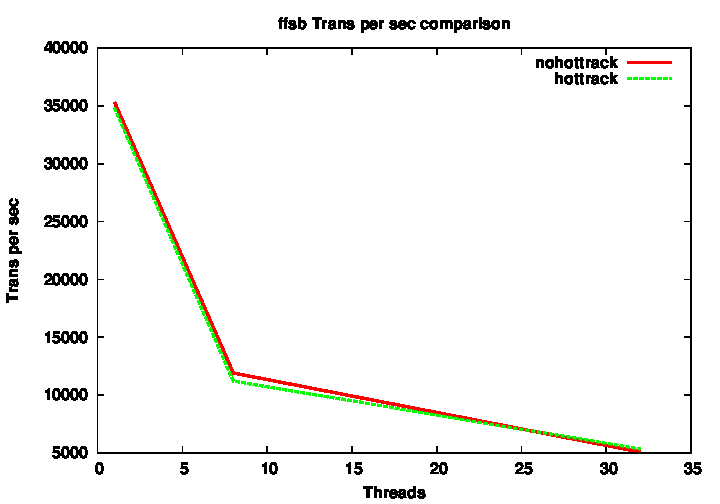 ffsb Trans per sec comparison
nohottrack
hottrack
40000
35000
30000
25000
20000
15000
10000
5000
Trans per sec
0 5 10 15 20 25 30 35
Threads